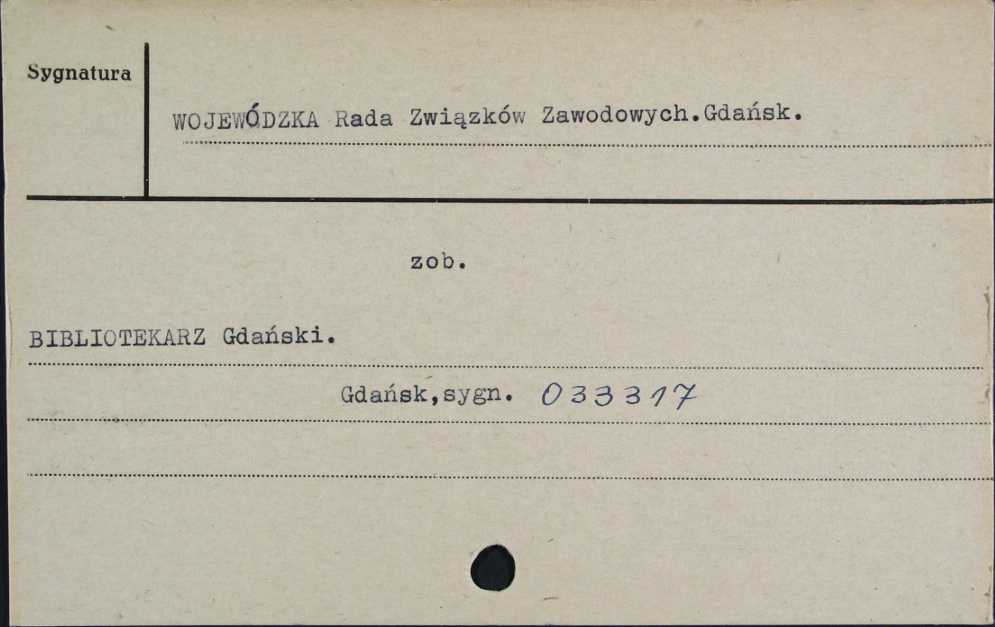 Sygnatura
WOJEWÓDZKA Rada Związków Zawodowych.Gdańsk.
zob.
BIBLIOTEKARZ Gdański.
Gdańsk,sygn. 033317